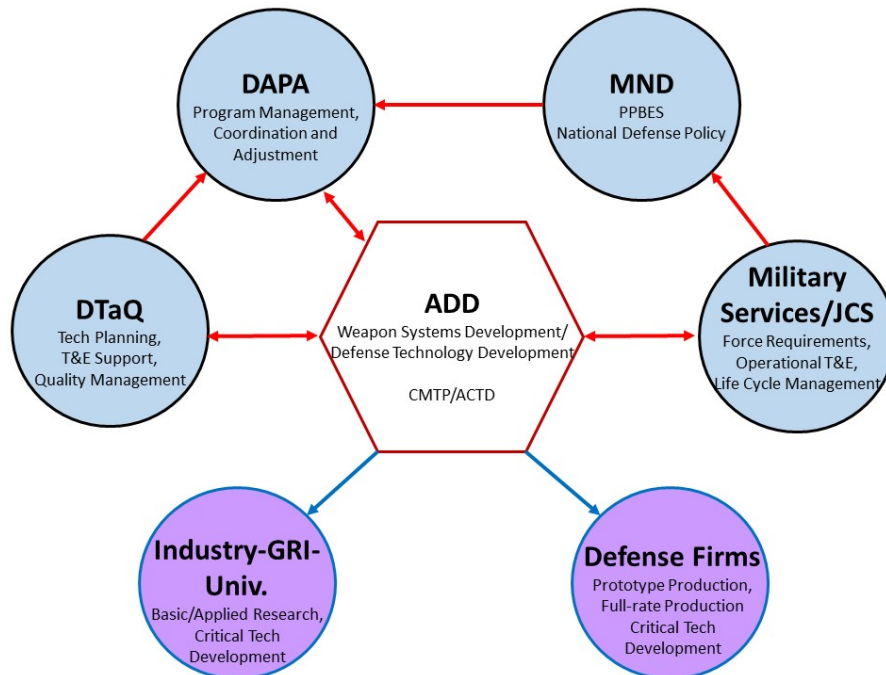 DAPA
Program Management,
Coordination and
Adjustment
MND
PPBES
National Defense Policy
DTaQ
Tech Planning,
T&E Support,
Quality Management
ADD
Weapon Systems Development/
Defense Technology Development
CMTP/ACTD
Military
Services/JCS
Force Requirements,
Operational T&E,
Life Cycle Management
Industry-GRI-
Univ.
Basic/Applied Research,
Critical Tech
Development
Defense Firms
Prototype Production,
Full-rate Production
Critical Tech
Development